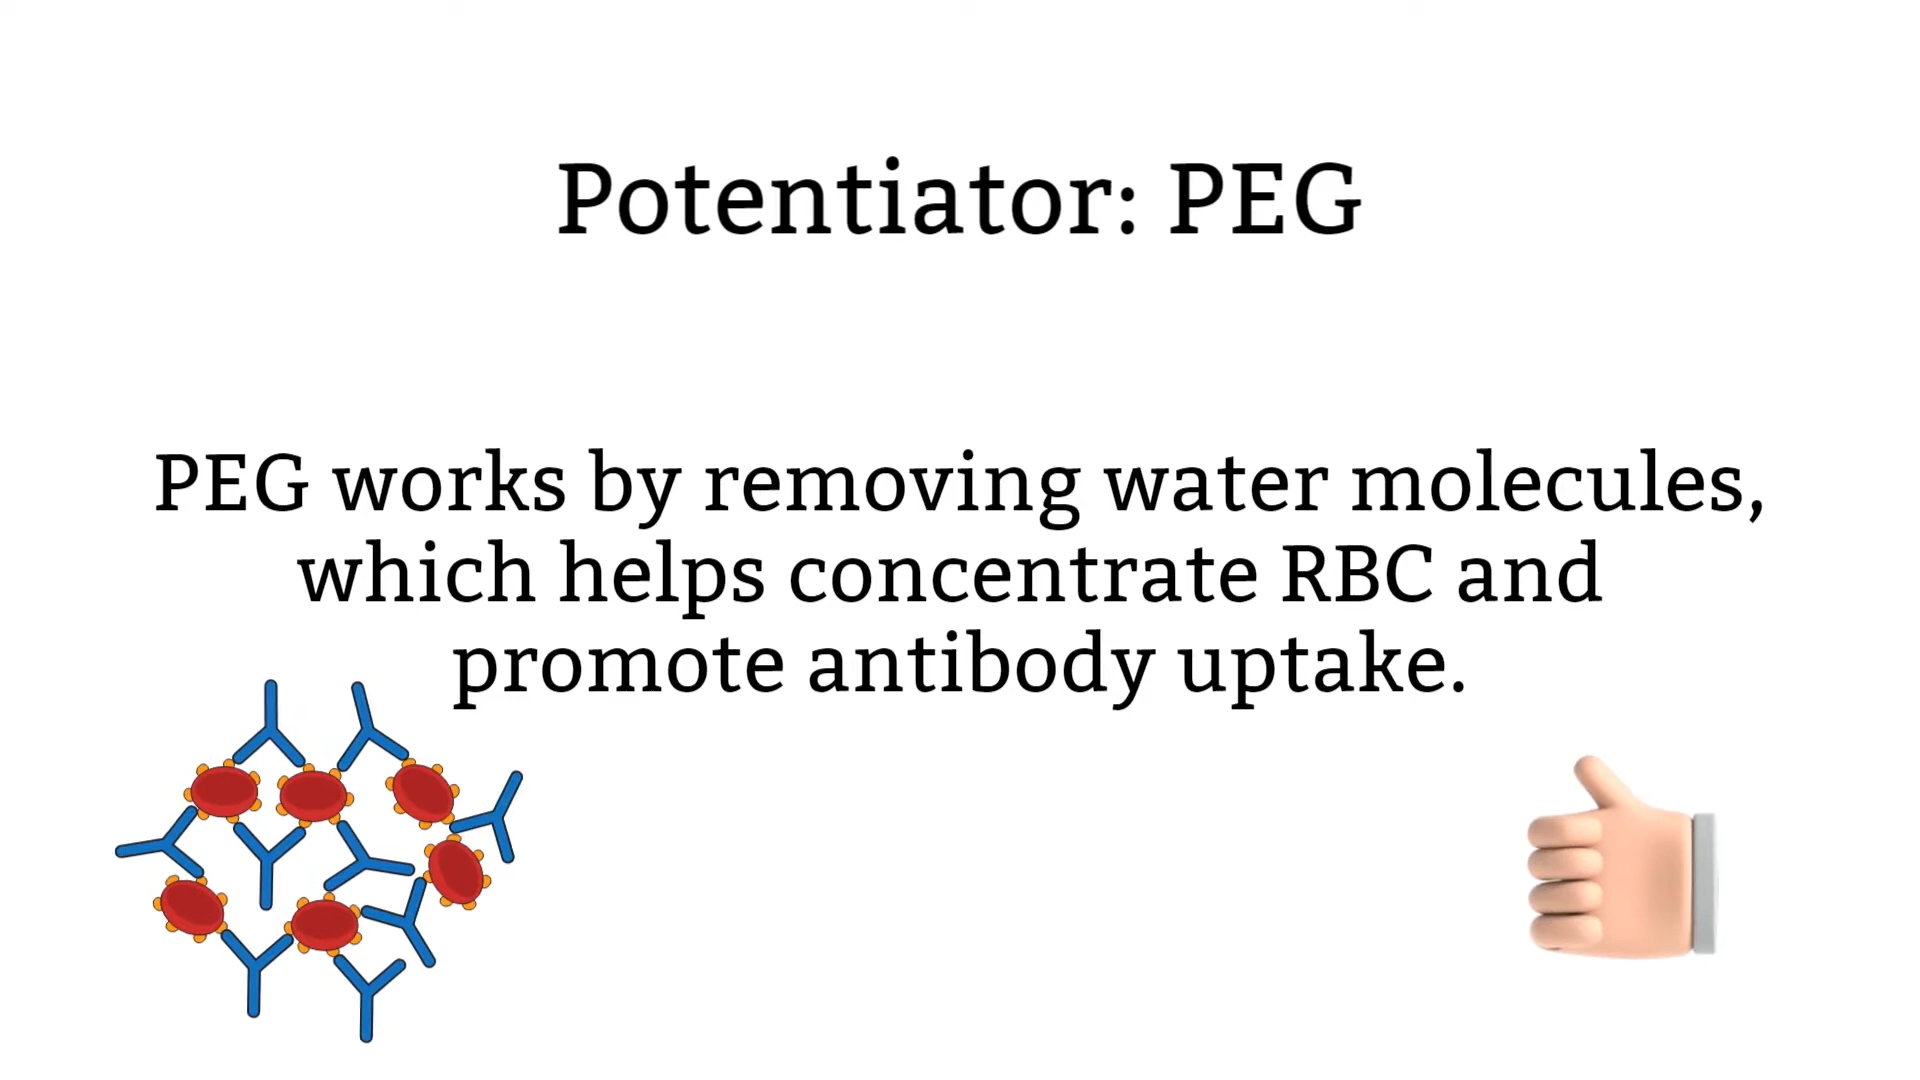 Potentiator: PEG
PEG works by removing water molecules,
which helps concentrate RBC and
promote antibody uptake.